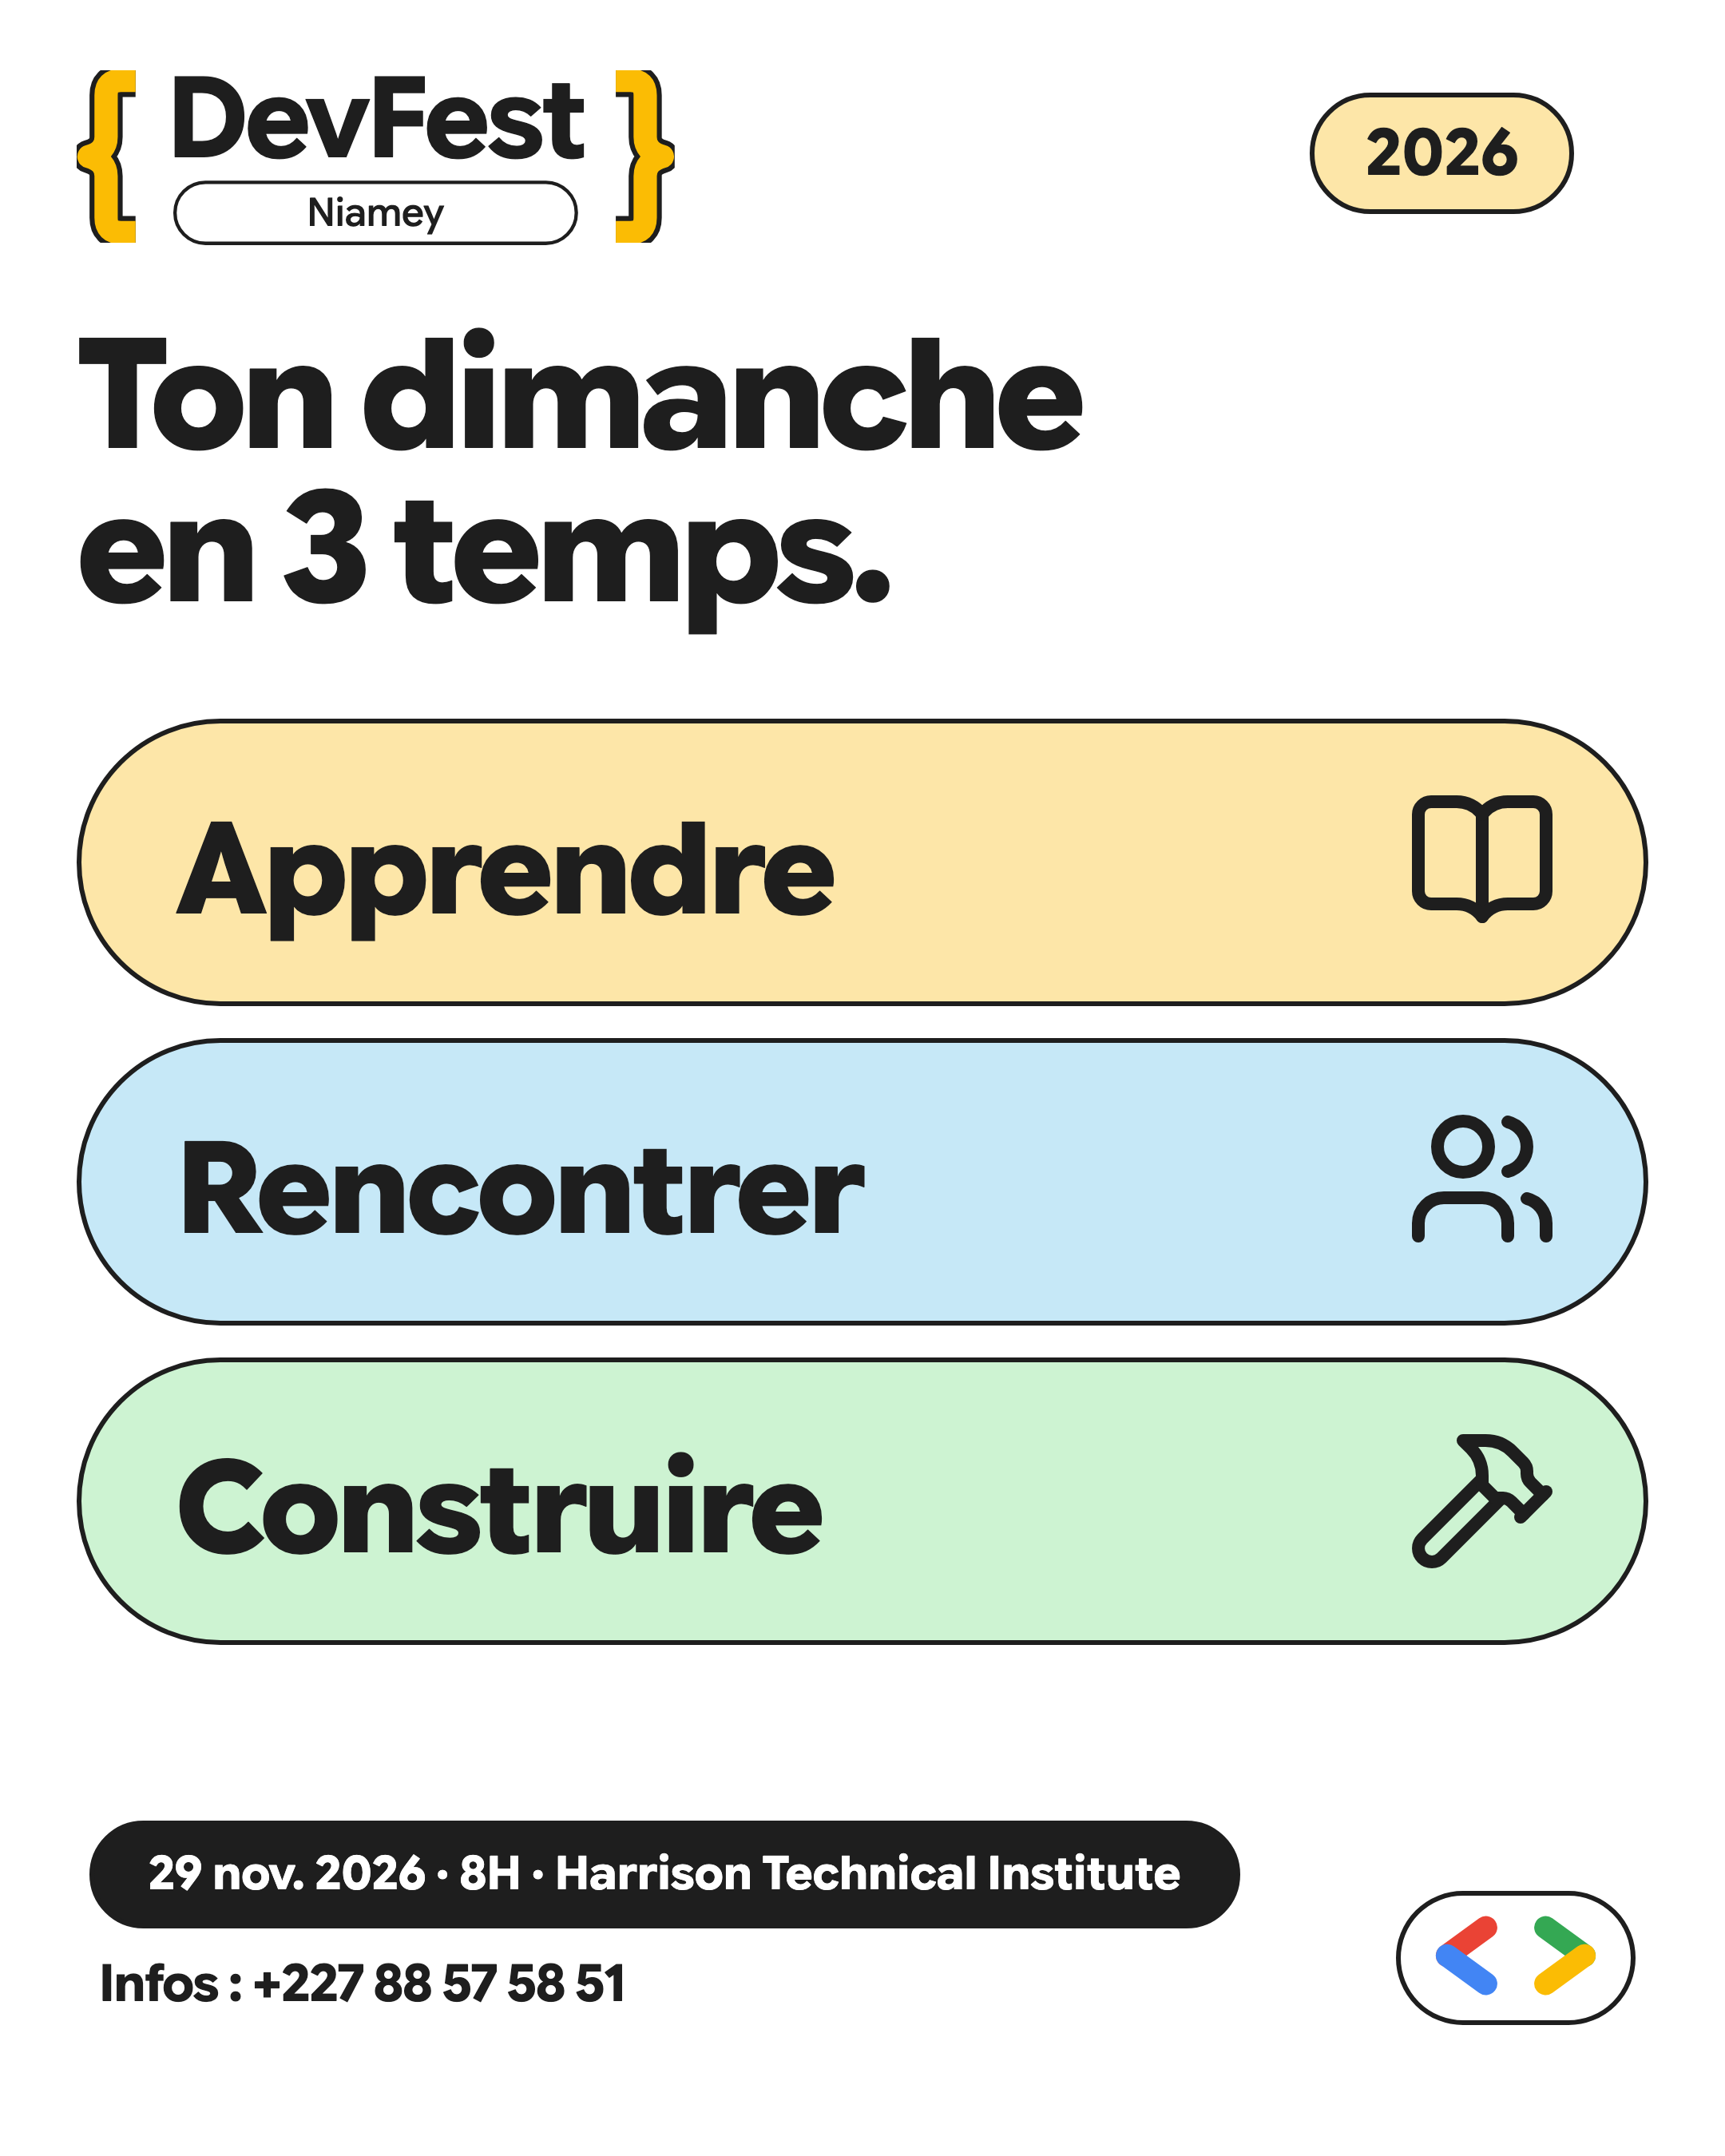 DevFest
Niamey
2026
Ton dimanche
en 3 temps.
Apprendre
Rencontrer
Construire
29 nov. 2026 · 8H · Harrison Technical Institute
Infos : +227 88 57 58 51